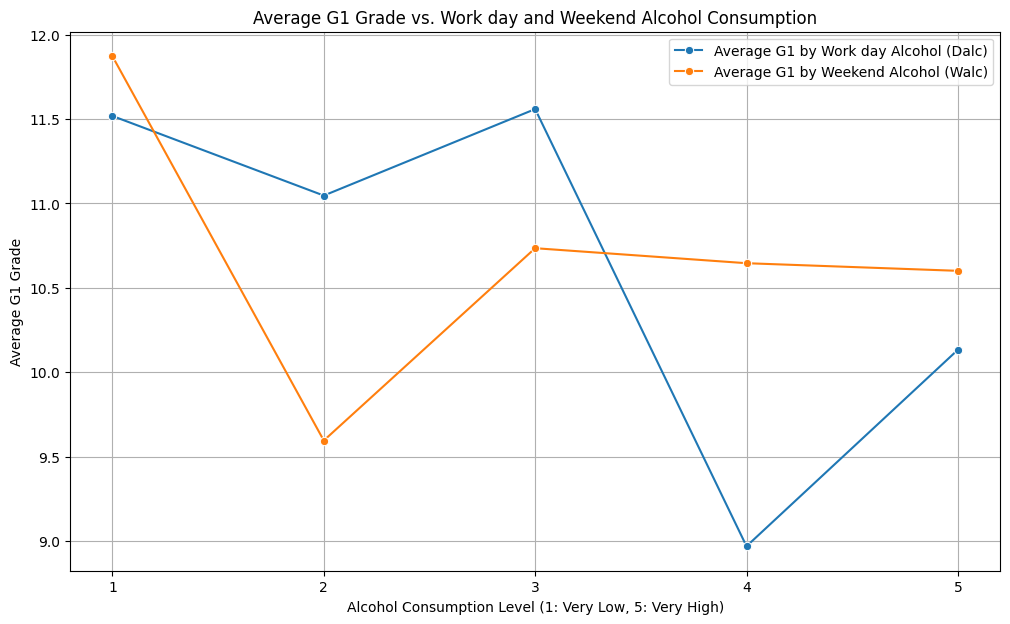 Average G1 Grade vs. Work day and Weekend Alcohol Consumption
Average G1 by Work day Alcohol (Dalc)
Average G1 by Weekend Alcohol (Walc)
12.0
11.5
11.0
10.5
10.0
9.5
9.0
Average G1 Grade
1 2 3 4 5
Alcohol Consumption Level (1: Very Low, 5: Very High)